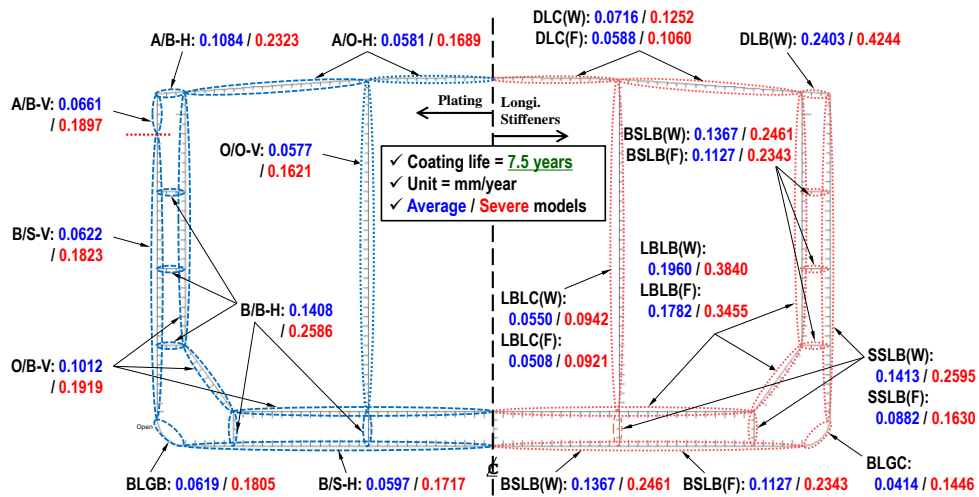 A/B-H: 0.1084 / 0.2323
A/O-H: 0.0581 / 0.1689
DLC(W): 0.0716 / 0.1252
DLC(F): 0.0588 / 0.1060
DLB(W): 0.2403 / 0.4244
A/B-V: 0.0661
/ 0.1897
Plating
Longi.
Stiffeners
O/O-V: 0.0577
/ 0.1621
BSLB(W): 0.1367 / 0.2461
BSLB(F): 0.1127 / 0.2343
✓ Coating life = 7.5 years
✓ Unit = mm/year
✓ Average / Severe models
B/S-V: 0.0622
/ 0.1823
B/B-H: 0.1408
/ 0.2586
LBLB(W):
0.1960 / 0.3840
LBLB(F):
0.1782 / 0.3455
LBLC(W):
0.0550 / 0.0942
LBLC(F):
0.0508 / 0.0921
O/B-V: 0.1012
/ 0.1919
SSLB(W):
0.1413 / 0.2595
SSLB(F):
0.0882 / 0.1630
Open
BLGC:
0.0414 / 0.1446
BLGB: 0.0619 / 0.1805
B/S-H: 0.0597 / 0.1717
℄
BSLB(W): 0.1367 / 0.2461
BSLB(F): 0.1127 / 0.2343